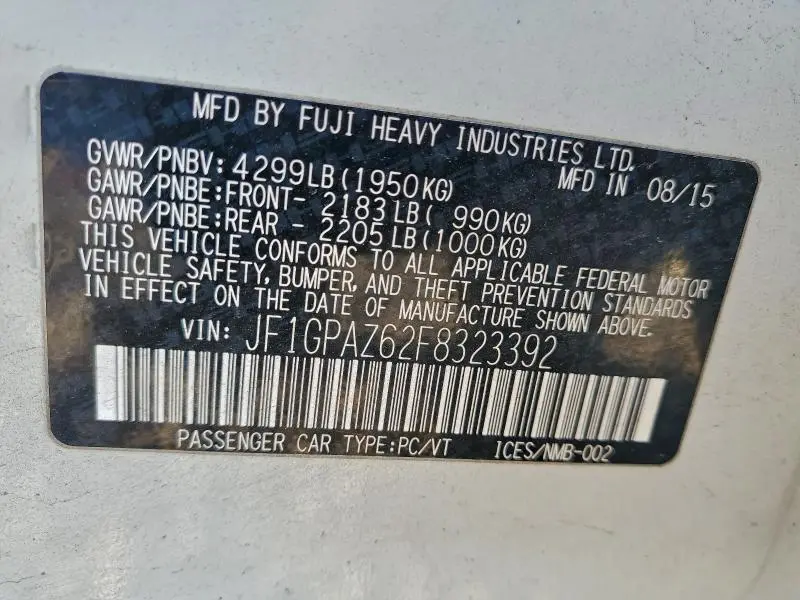 MFD BY FUJI HEAVY INDUSTRIES LTD.
GVWR/PNBV: 4299LB(1950KG) MFD IN 08/15
GAWR/PNBE:FRONT- 2183LB( 990KG)
GAWR/PNBE:REAR - 2205LB(1000KG)
THIS VEHICLE CONFORMS TO ALL APPLICABLE FEDERAL MOTOR
VEHICLE SAFETY, BUMPER, AND THEFT PREVENTION STANDARDS
IN EFFECT ON THE DATE OF MANUFACTURE SHOWN ABOVE.
VIN: JF1GPAZ62F8323392
PASSENGER CAR TYPE:PC/VT ICES/NMB-002